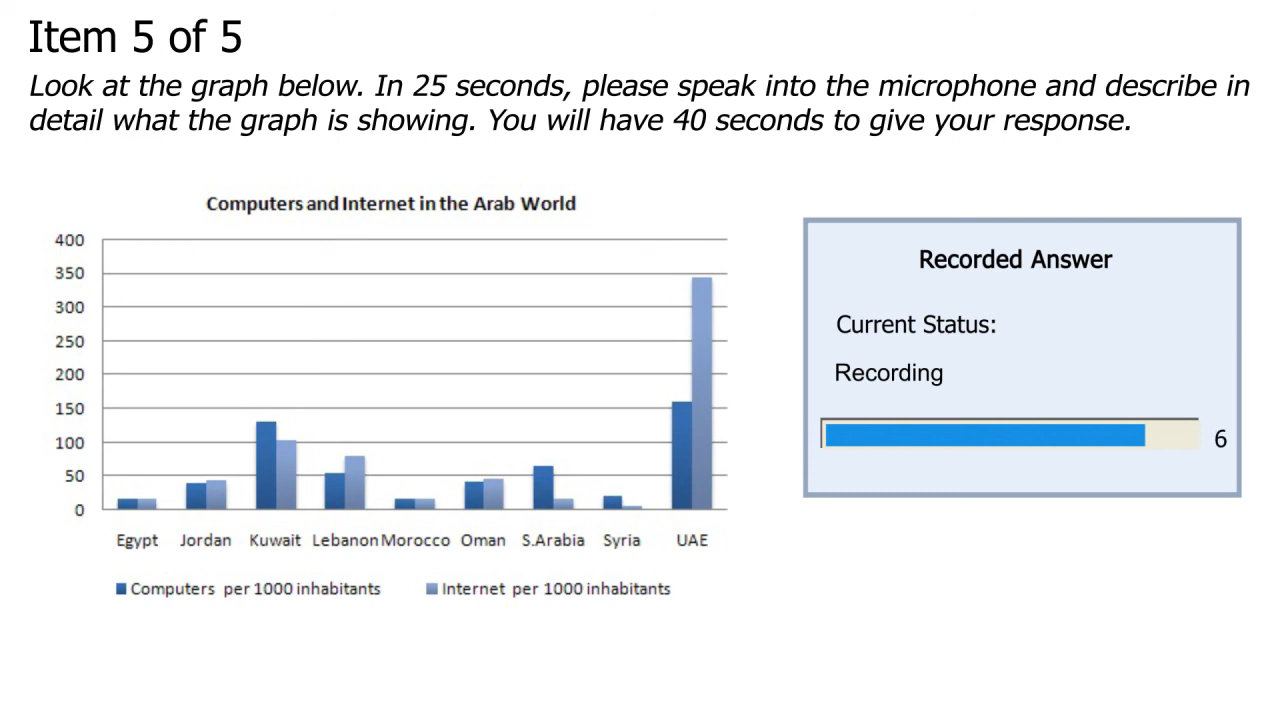 Item 5 of 5
Look at the graph below. In 25 seconds, please speak into the microphone and describe in
detail what the graph is showing. You will have 40 seconds to give your response.
Computers and Internet in the Arab World
400
350
300
250
200
150
100
50
0
Egypt Jordan Kuwait Lebanon Morocco Oman S.Arabia Syria UAE
Computers per 1000 inhabitants Internet per 1000 inhabitants
Recorded Answer
Current Status:
Recording
6